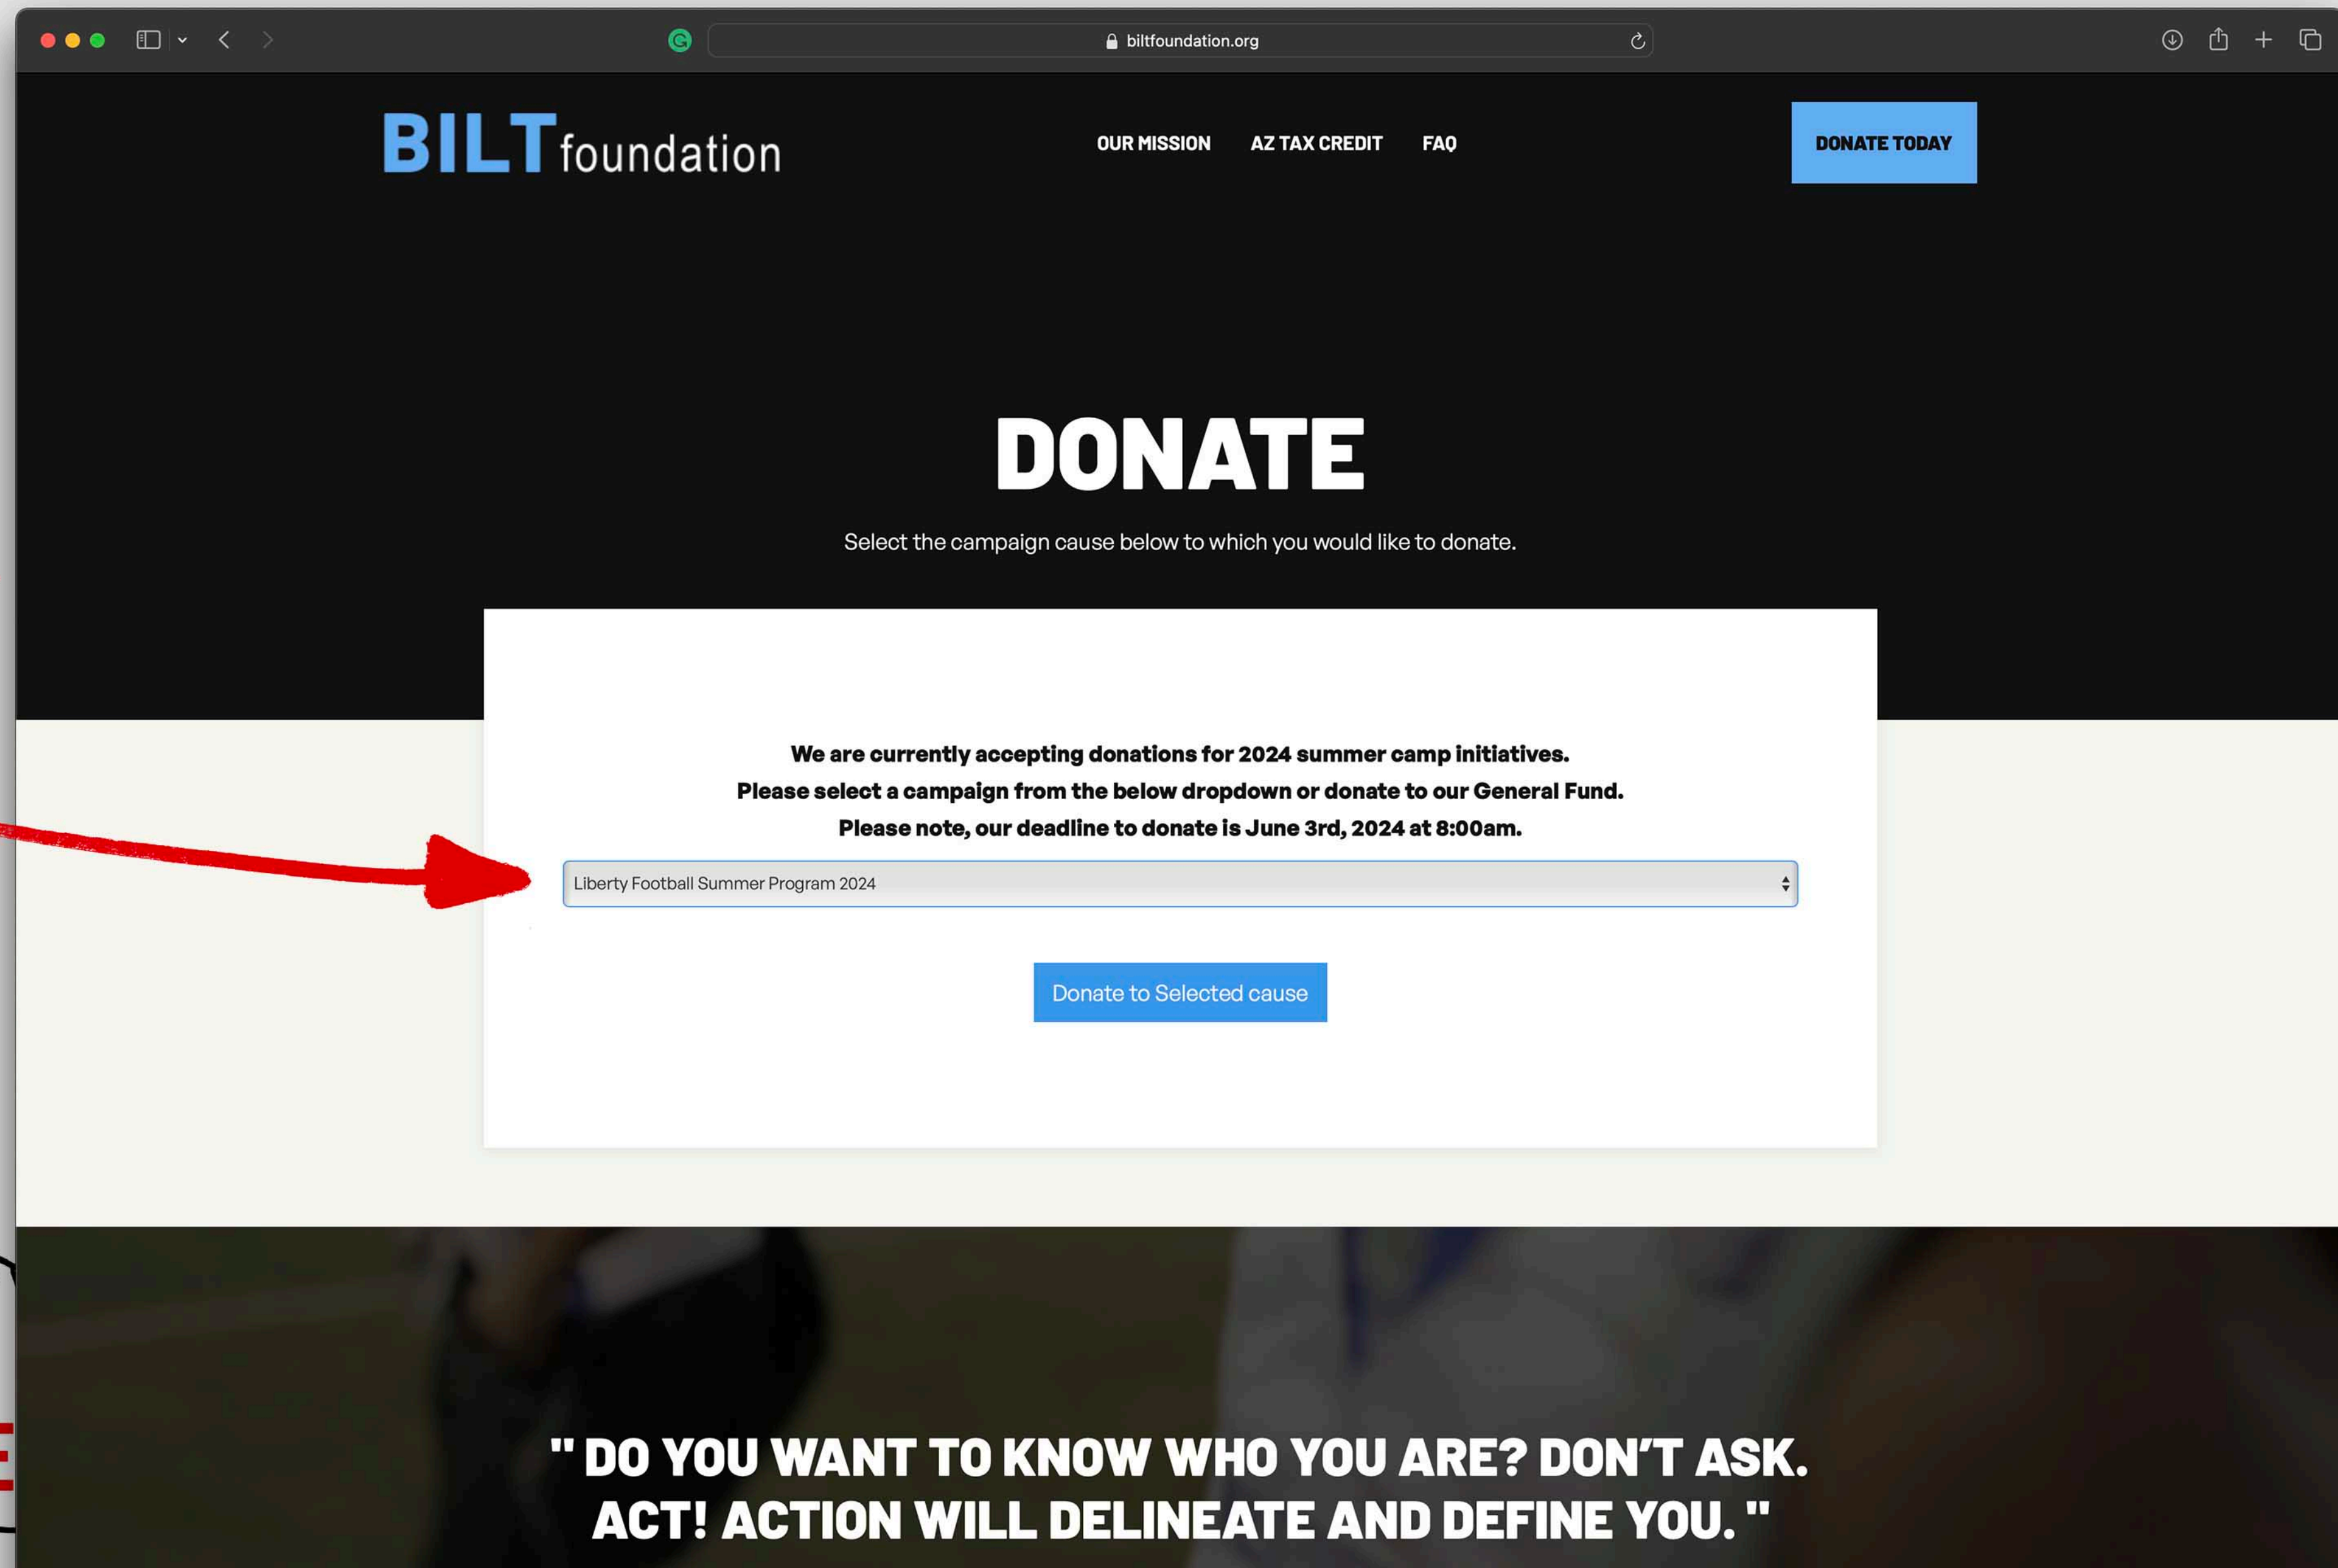 biltfoundation.org
BILT foundation
OUR MISSION AZ TAX CREDIT FAQ
DONATE TODAY
DONATE
Select the campaign cause below to which you would like to donate.
We are currently accepting donations for 2024 summer camp initiatives.
Please select a campaign from the below dropdown or donate to our General Fund.
Please note, our deadline to donate is June 3rd, 2024 at 8:00am.
Liberty Football Summer Program 2024
Donate to Selected cause
" DO YOU WANT TO KNOW WHO YOU ARE? DON'T ASK.
ACT! ACTION WILL DELINEATE AND DEFINE YOU. "